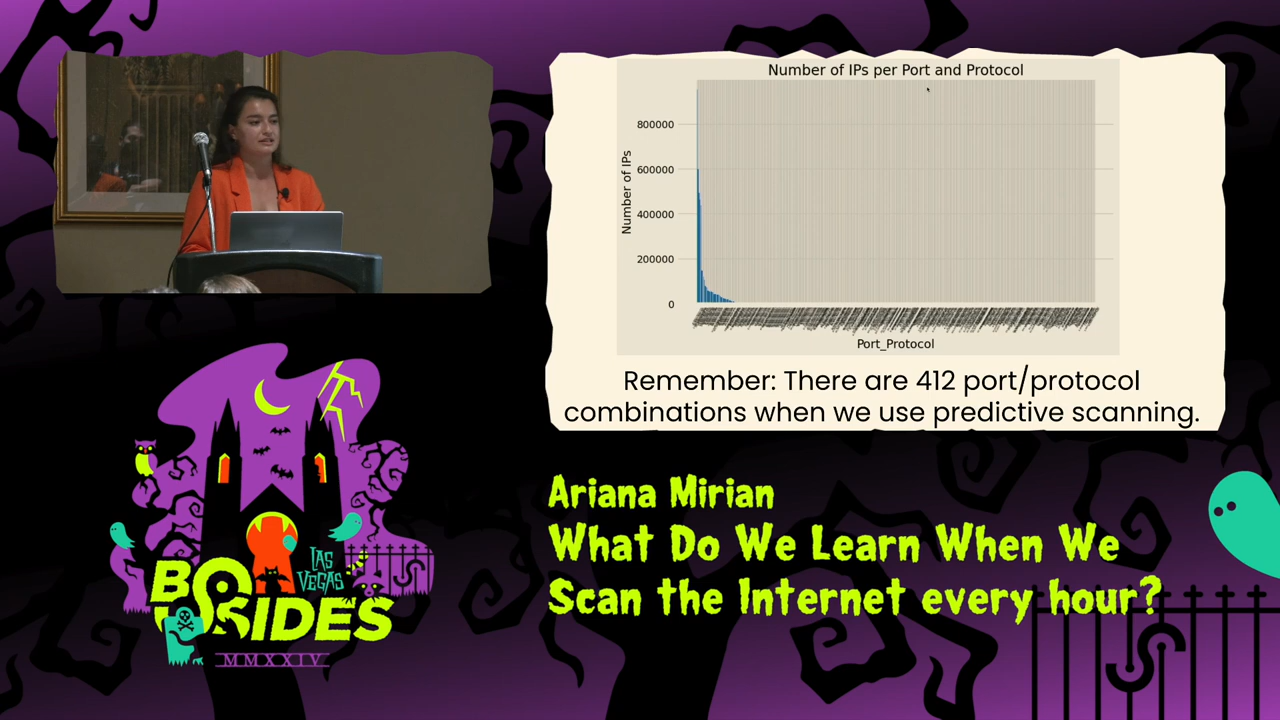 Number of IPs per Port and Protocol
800000
600000
400000
200000
0
Number of IPs
Port_Protocol
Remember: There are 412 port/protocol
combinations when we use predictive scanning.
LAS
VEGAS
BSIDES
MMXXIV
Ariana Mirian
What Do We Learn When We
Scan the Internet every hour?